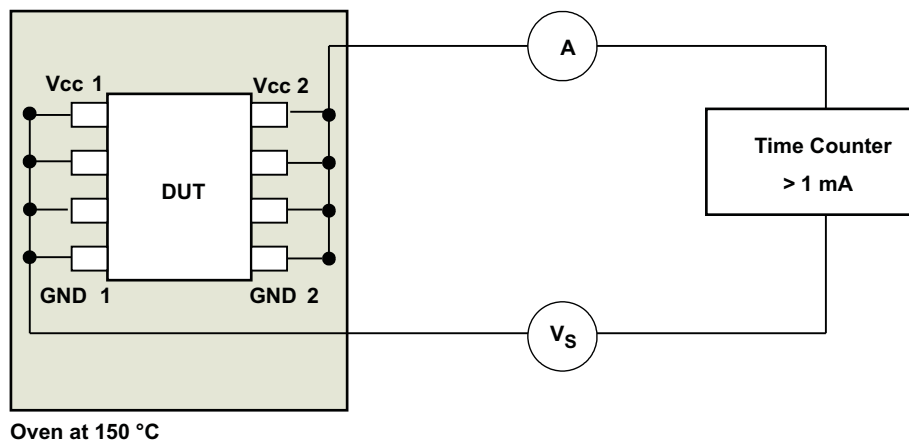 A
Vcc 1
Vcc 2
Time Counter
> 1 mA
DUT
GND 1
GND 2
VS
Oven at 150 °C